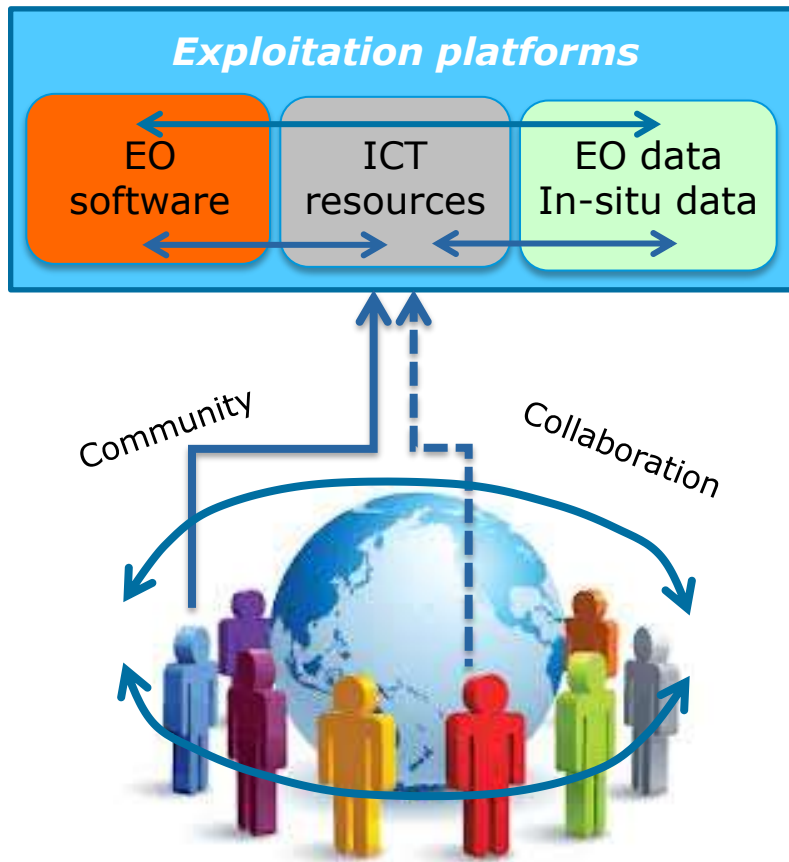 Exploitation platforms
EO
software
ICT
resources
EO data
In-situ data
Community
Collaboration